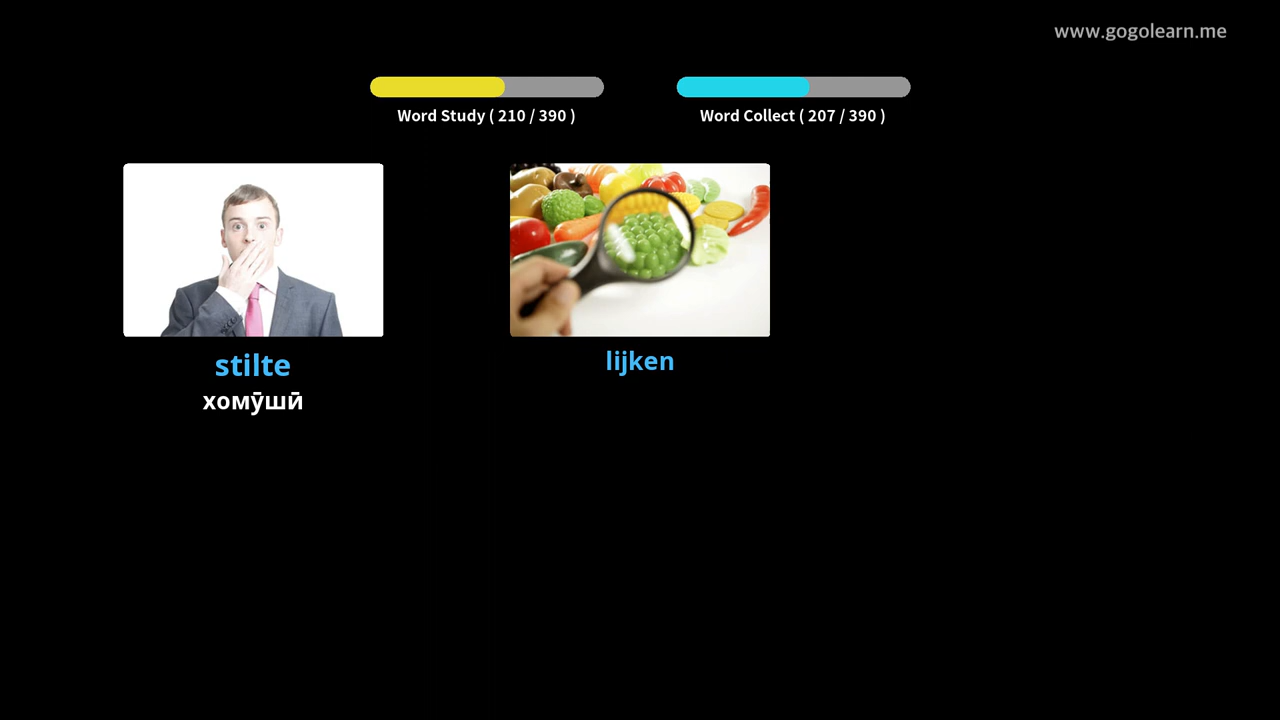 www.gogolearn.me
Word Study ( 210 / 390 )
Word Collect ( 207 / 390 )
stilte
хомӯшӣ
lijken